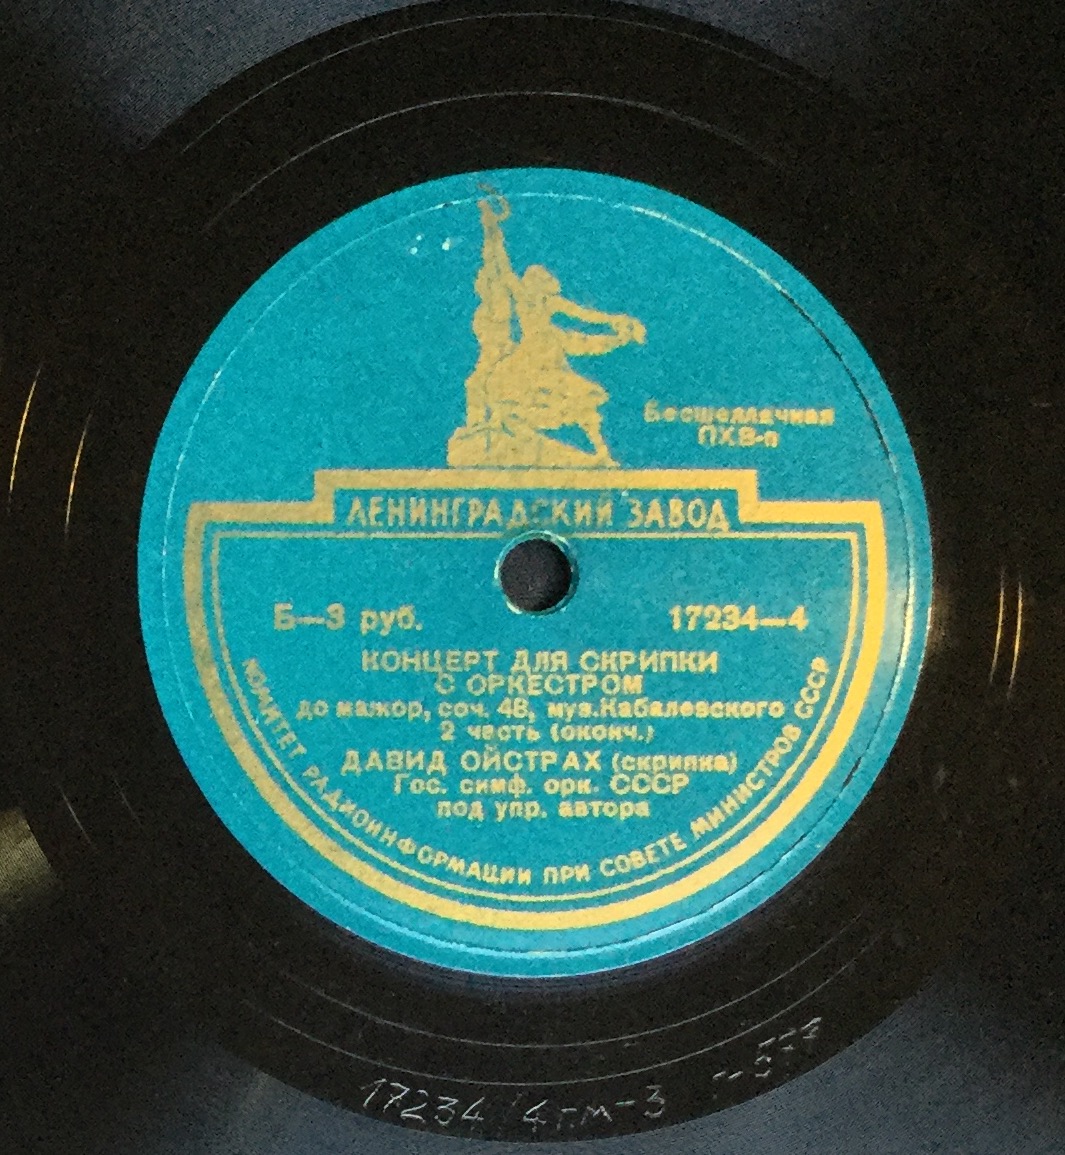 Бесшеллачная
ПХВ-п
ЛЕНИНГРАДСКИЙ ЗАВОД
Б—3 руб.
17234—4
КОНЦЕРТ ДЛЯ СКРИПКИ
С ОРКЕСТРОМ
до мажор, соч. 48, муз.Кабалевского
2 часть (оконч.)
ДАВИД ОЙСТРАХ (скрипка)
Гос. симф. орк. СССР
под упр. автора
КОМИТЕТ РАДИОИНФОРМАЦИИ ПРИ СОВЕТЕ МИНИСТРОВ СССР
17234 4гм-3